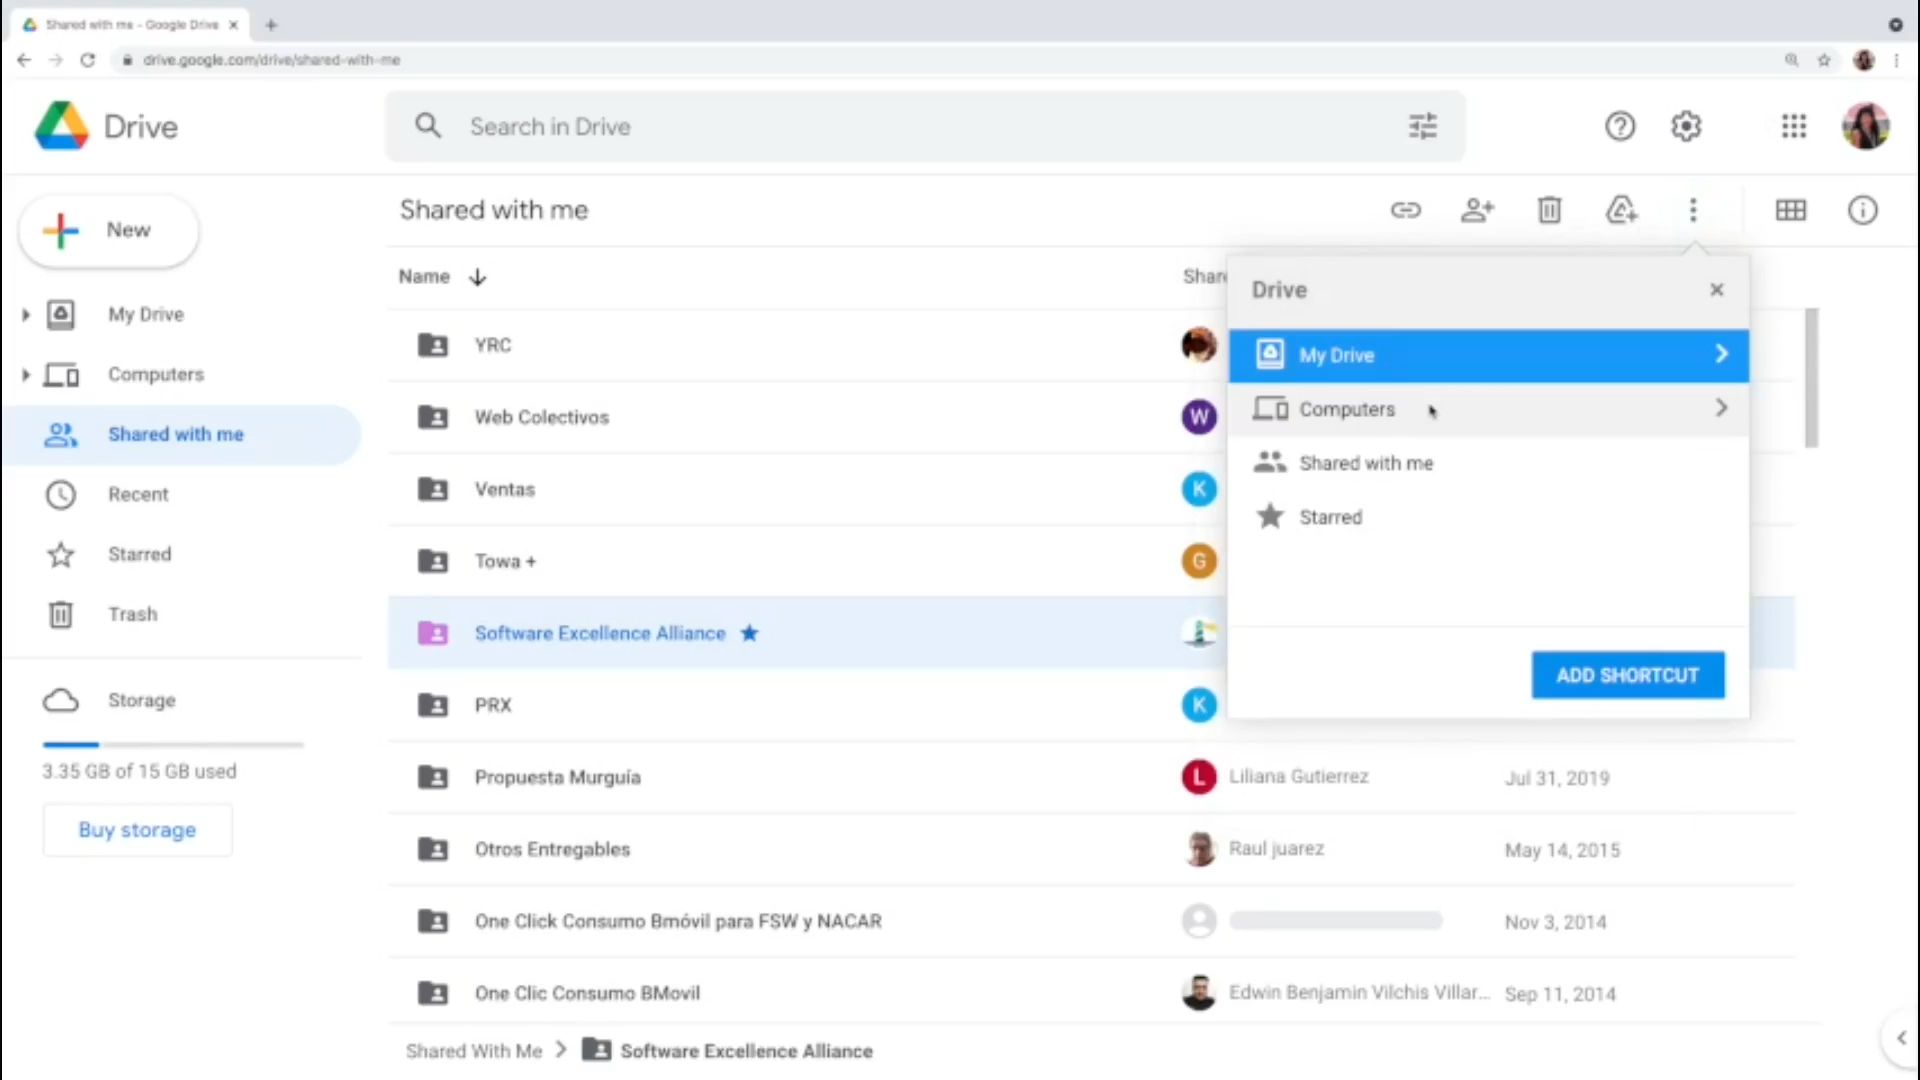 Shared with me - Google Drive
drive.google.com/drive/shared-with-me
Drive
Search in Drive
New
Shared with me
Name
Share
Drive
My Drive
Computers
Shared with me
Starred
ADD SHORTCUT
My Drive
Computers
Shared with me
Recent
Starred
Trash
Storage
3.35 GB of 15 GB used
Buy storage
YRC
Web Colectivos
W
Ventas
K
Towa +
G
Software Excellence Alliance
PRX
K
Propuesta Murguía
L Liliana Gutierrez Jul 31, 2019
Otros Entregables
Raul juarez May 14, 2015
One Click Consumo Bmóvil para FSW y NACAR
Nov 3, 2014
One Clic Consumo BMovil
Edwin Benjamin Vilchis Villar... Sep 11, 2014
Shared With Me > Software Excellence Alliance